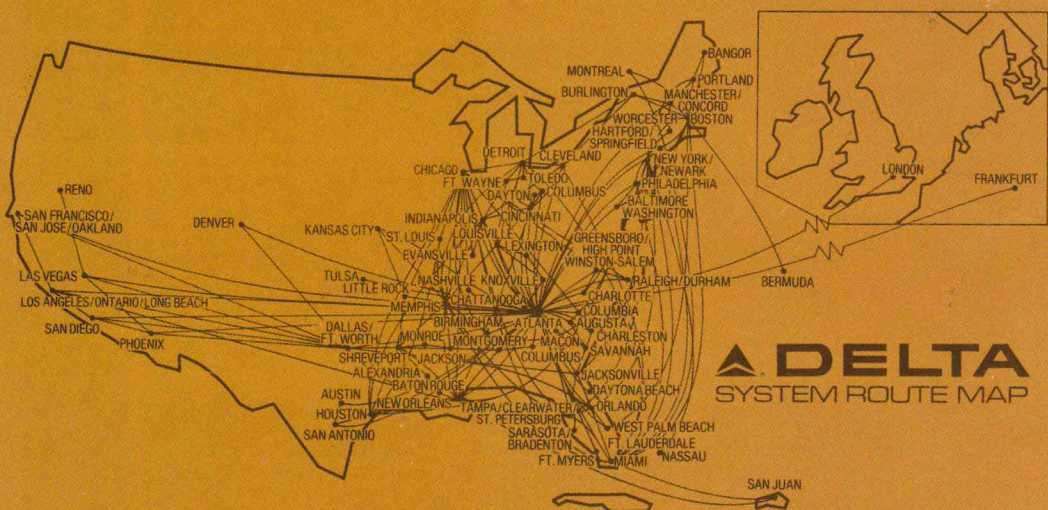 BANGOR
MONTREAL
PORTLAND
BURLINGTON
MANCHESTER/
CONCORD
WORCESTER
BOSTON
HARTFORD/
SPRINGFIELD
DETROIT
CLEVELAND
NEW YORK/
NEWARK
CHICAGO
FT. WAYNE
TOLEDO
PHILADELPHIA
DAYTON
COLUMBUS
BALTIMORE
WASHINGTON
LONDON
FRANKFURT
RENO
SAN FRANCISCO/
SAN JOSE/OAKLAND
DENVER
KANSAS CITY
INDIANAPOLIS
CINCINNATI
ST. LOUIS
LOUISVILLE
LEXINGTON
EVANSVILLE
GREENSBORO/
HIGH POINT
WINSTON-SALEM
LAS VEGAS
TULSA
NASHVILLE
KNOXVILLE
RALEIGH/DURHAM
BERMUDA
LITTLE ROCK
LOS ANGELES/ONTARIO/LONG BEACH
MEMPHIS
CHATTANOOGA
CHARLOTTE
COLUMBIA
SAN DIEGO
PHOENIX
DALLAS/
FT. WORTH
BIRMINGHAM
ATLANTA
AUGUSTA
MONROE
MONTGOMERY
MACON
CHARLESTON
SHREVEPORT
JACKSON
COLUMBUS
SAVANNAH
ALEXANDRIA
JACKSONVILLE
BATON ROUGE
DAYTONA BEACH
AUSTIN
NEW ORLEANS
TAMPA/CLEARWATER/
ST. PETERSBURG
ORLANDO
HOUSTON
SAN ANTONIO
SARASOTA/
BRADENTON
WEST PALM BEACH
FT. LAUDERDALE
FT. MYERS
MIAMI
NASSAU
SAN JUAN
DELTA
SYSTEM ROUTE MAP